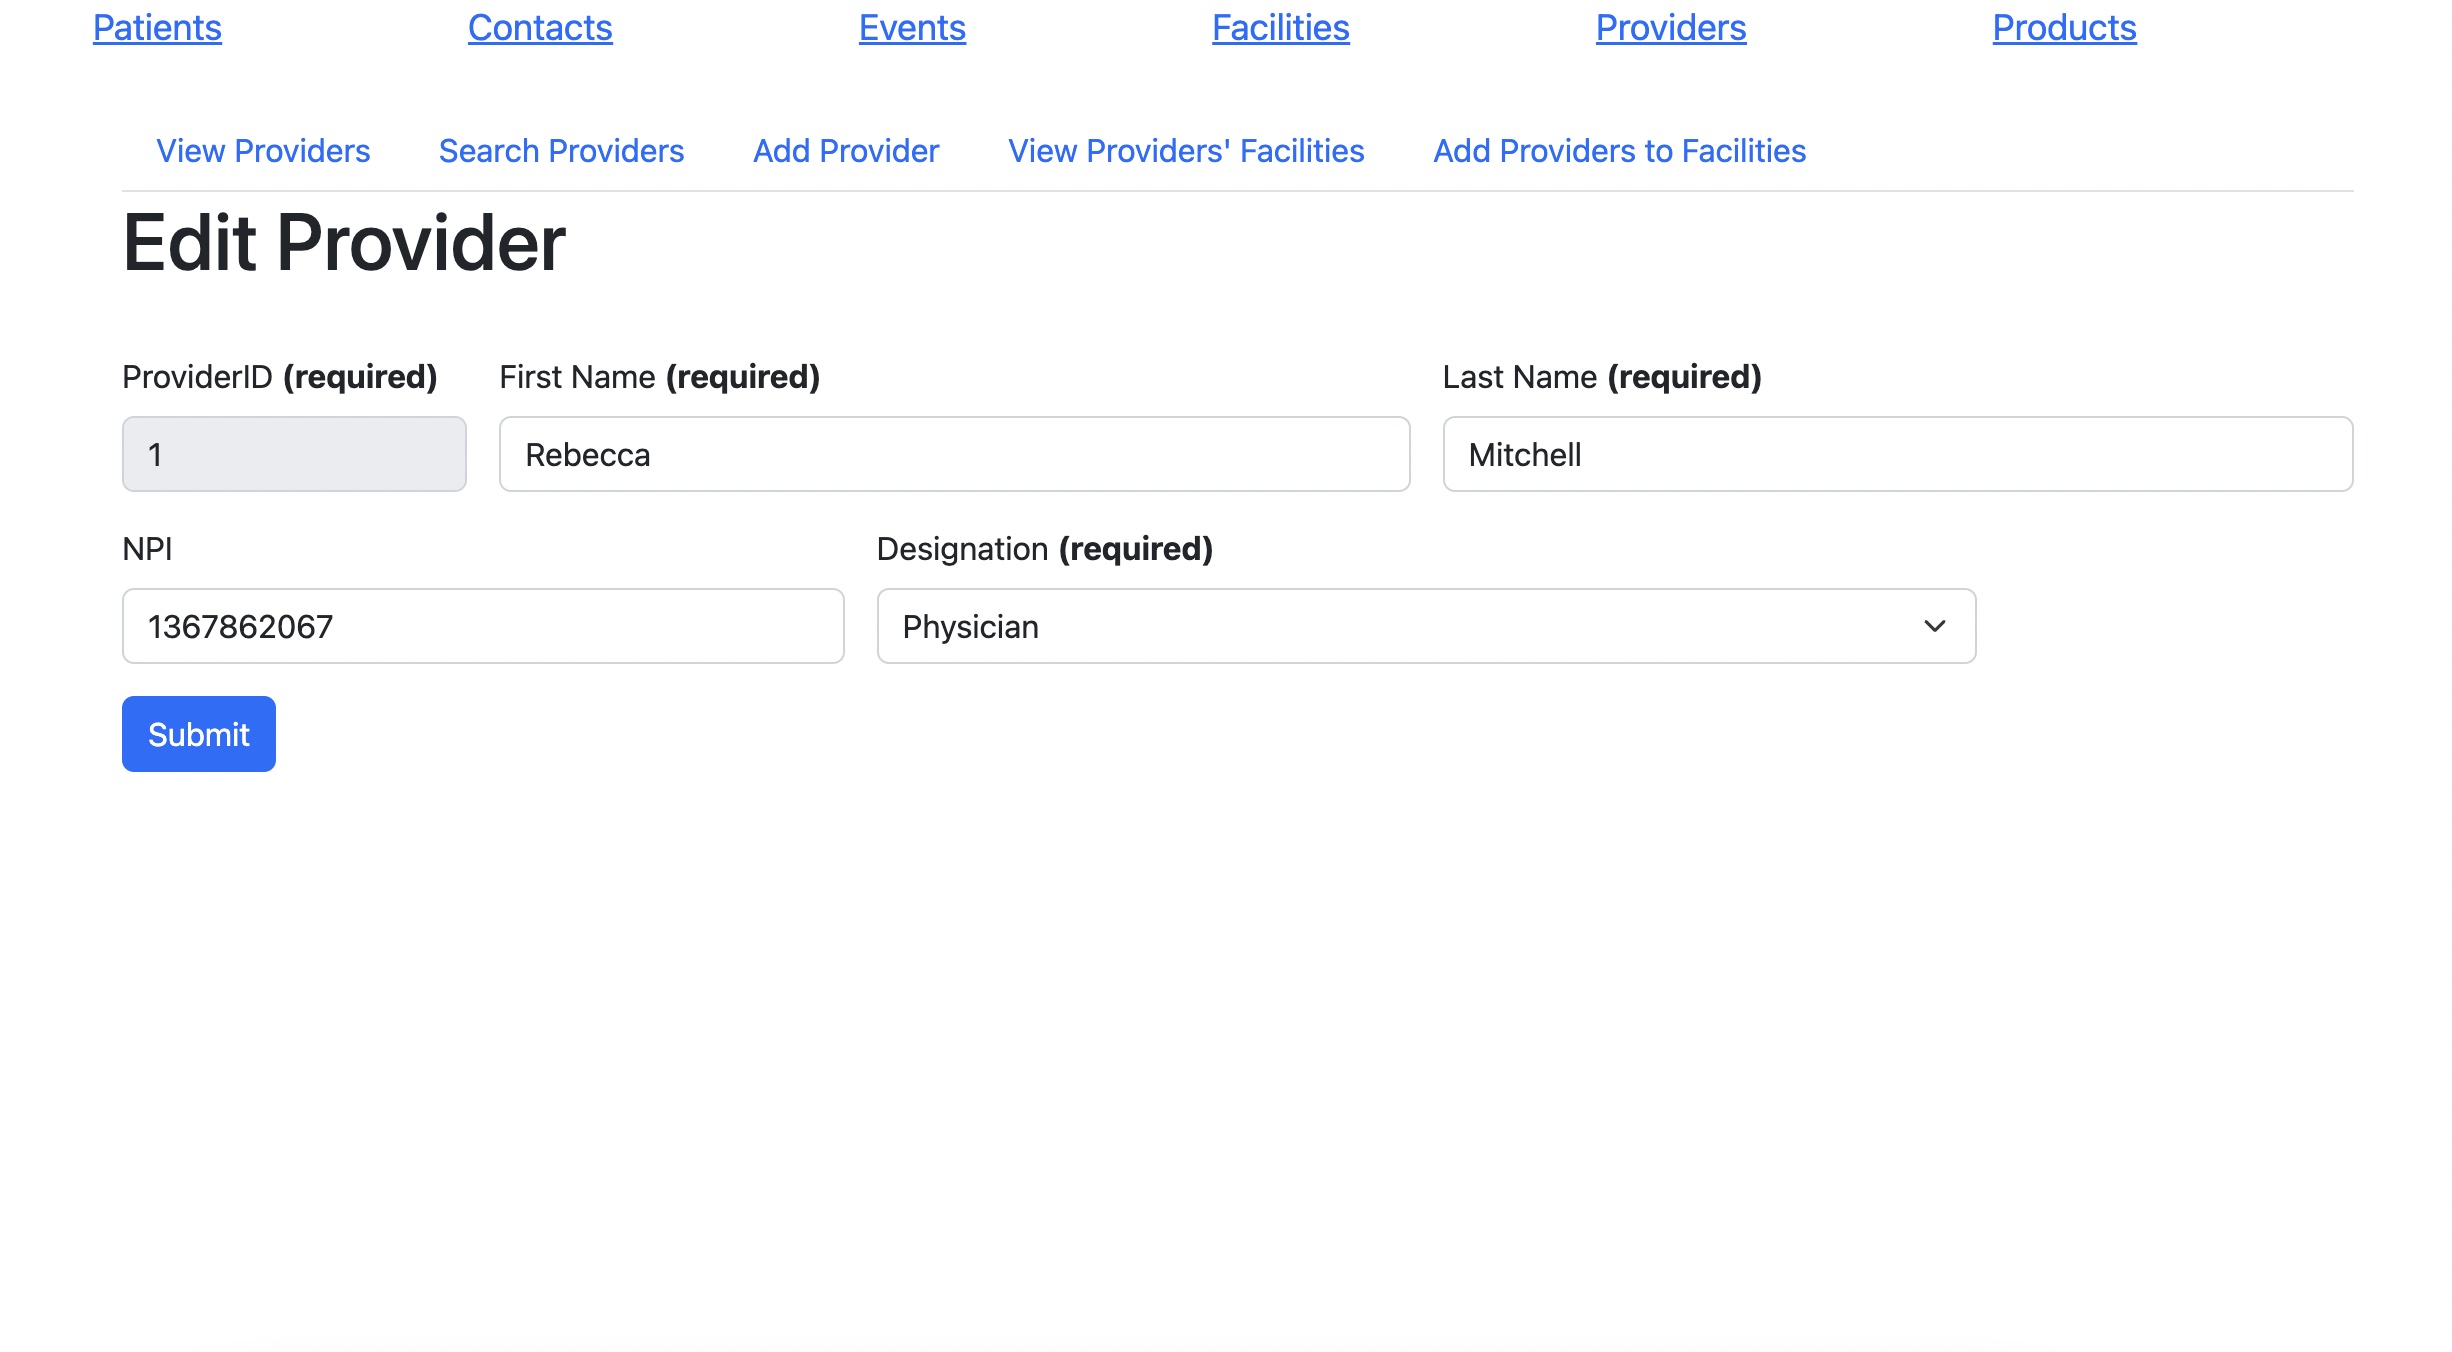 Patients Contacts Events Facilities Providers Products
View Providers Search Providers Add Provider View Providers' Facilities Add Providers to Facilities
Edit Provider
ProviderID (required) First Name (required) Last Name (required)
1 Rebecca Mitchell
NPI Designation (required)
1367862067 Physician
Submit